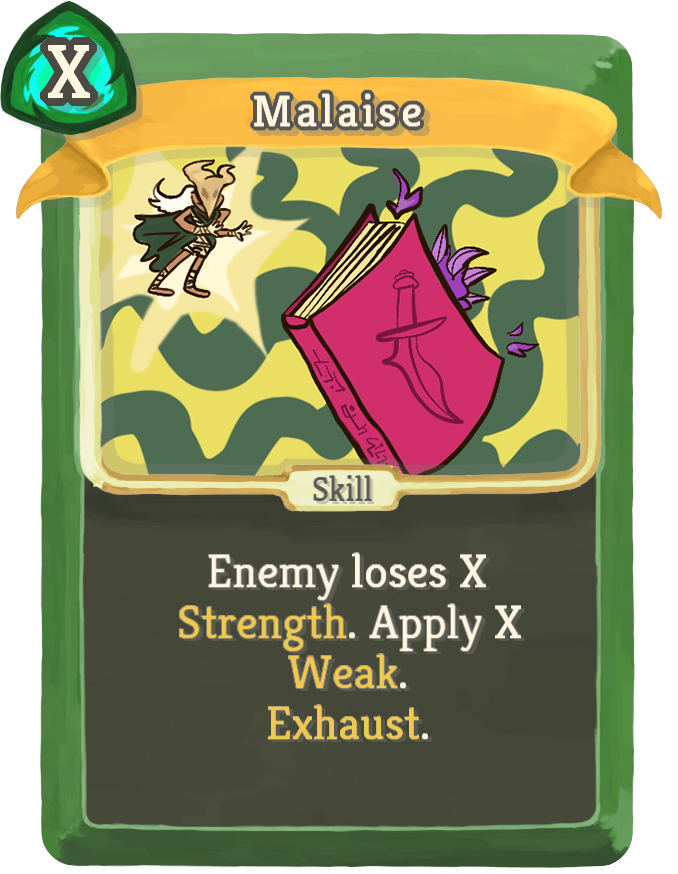 X
Malaise
Skill
Enemy loses X
Strength. Apply X
Weak.
Exhaust.